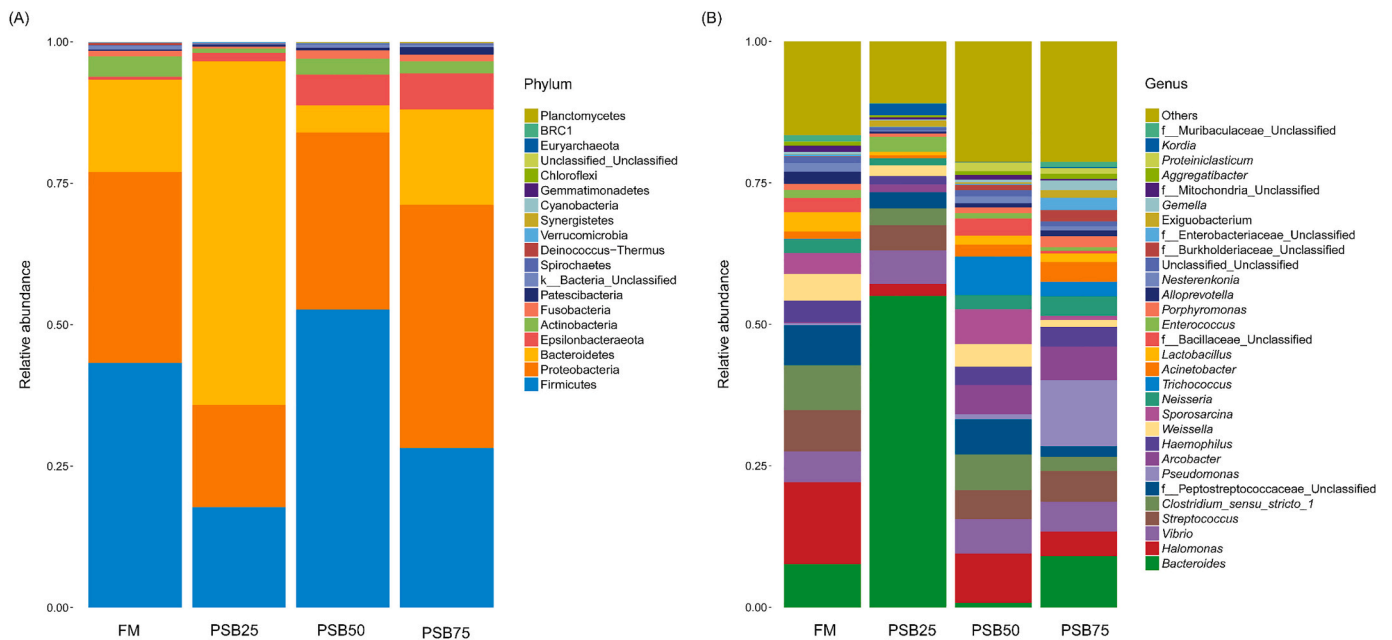 (A)
Relative abundance
1.00
0.75
0.50
0.25
0.00
FM
PSB25
PSB50
PSB75
Phylum
Planctomycetes
BRC1
Euryarchaeota
Unclassified_Unclassified
Chloroflexi
Gemmatimonadetes
Cyanobacteria
Synergistetes
Verrucomicrobia
Deinococcus-Thermus
Spirochaetes
k__Bacteria_Unclassified
Patescibacteria
Fusobacteria
Actinobacteria
Epsilonbacteraeota
Bacteroidetes
Proteobacteria
Firmicutes
(B)
Relative abundance
1.00
0.75
0.50
0.25
0.00
FM
PSB25
PSB50
PSB75
Genus
Others
f__Muribaculaceae_Unclassified
Kordia
Proteiniclasticum
Aggregatibacter
f__Mitochondria_Unclassified
Gemella
Exiguobacterium
f__Enterobacteriaceae_Unclassified
f__Burkholderiaceae_Unclassified
Unclassified_Unclassified
Nesterenkonia
Alloprevotella
Porphyromonas
Enterococcus
f__Bacillaceae_Unclassified
Lactobacillus
Acinetobacter
Trichococcus
Neisseria
Sporosarcina
Weissella
Haemophilus
Arcobacter
Pseudomonas
f__Peptostreptococcaceae_Unclassified
Clostridium_sensu_stricto_1
Streptococcus
Vibrio
Halomonas
Bacteroides